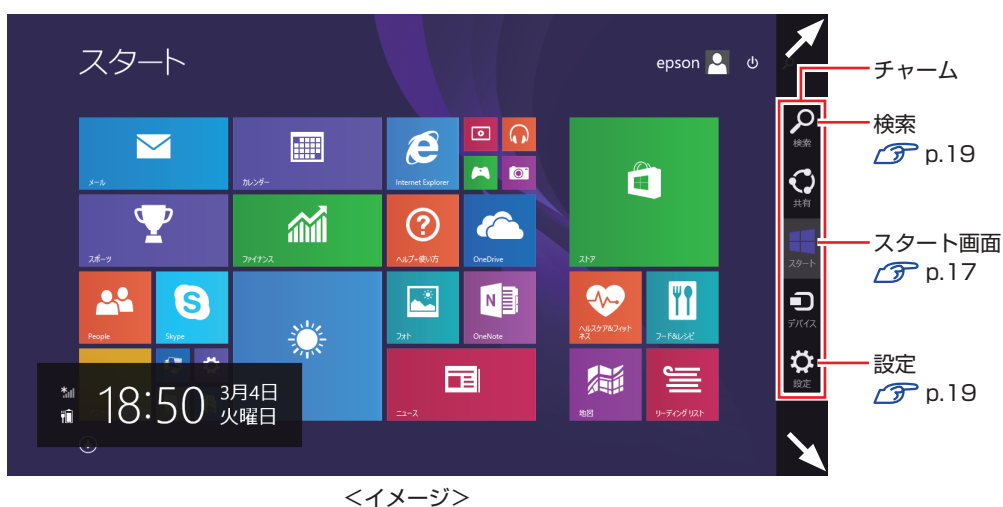 スタート
epson
チャーム
検索
p.19
スタート画面
p.17
設定
p.19
検索
共有
スタート
デバイス
設定
メール
カレンダー
Internet Explorer
スポーツ
ファイナンス
ヘルプ+使い方
OneDrive
ストア
People
Skype
フォト
OneNote
ヘルスケア&フィットネス
フード&レシピ
ニュース
地図
リーディング リスト
18:50
3月4日
火曜日
<イメージ>